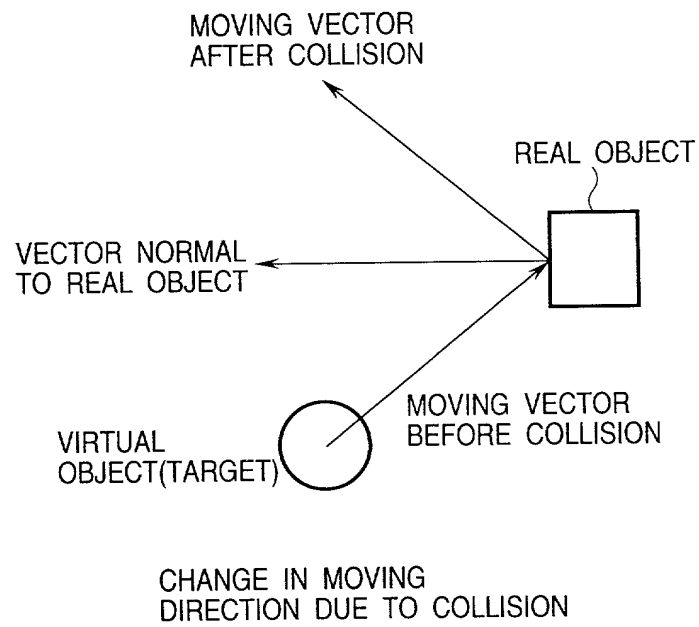 MOVING VECTOR
AFTER COLLISION
REAL OBJECT
VECTOR NORMAL
TO REAL OBJECT
MOVING VECTOR
BEFORE COLLISION
VIRTUAL
OBJECT(TARGET)
CHANGE IN MOVING
DIRECTION DUE TO COLLISION